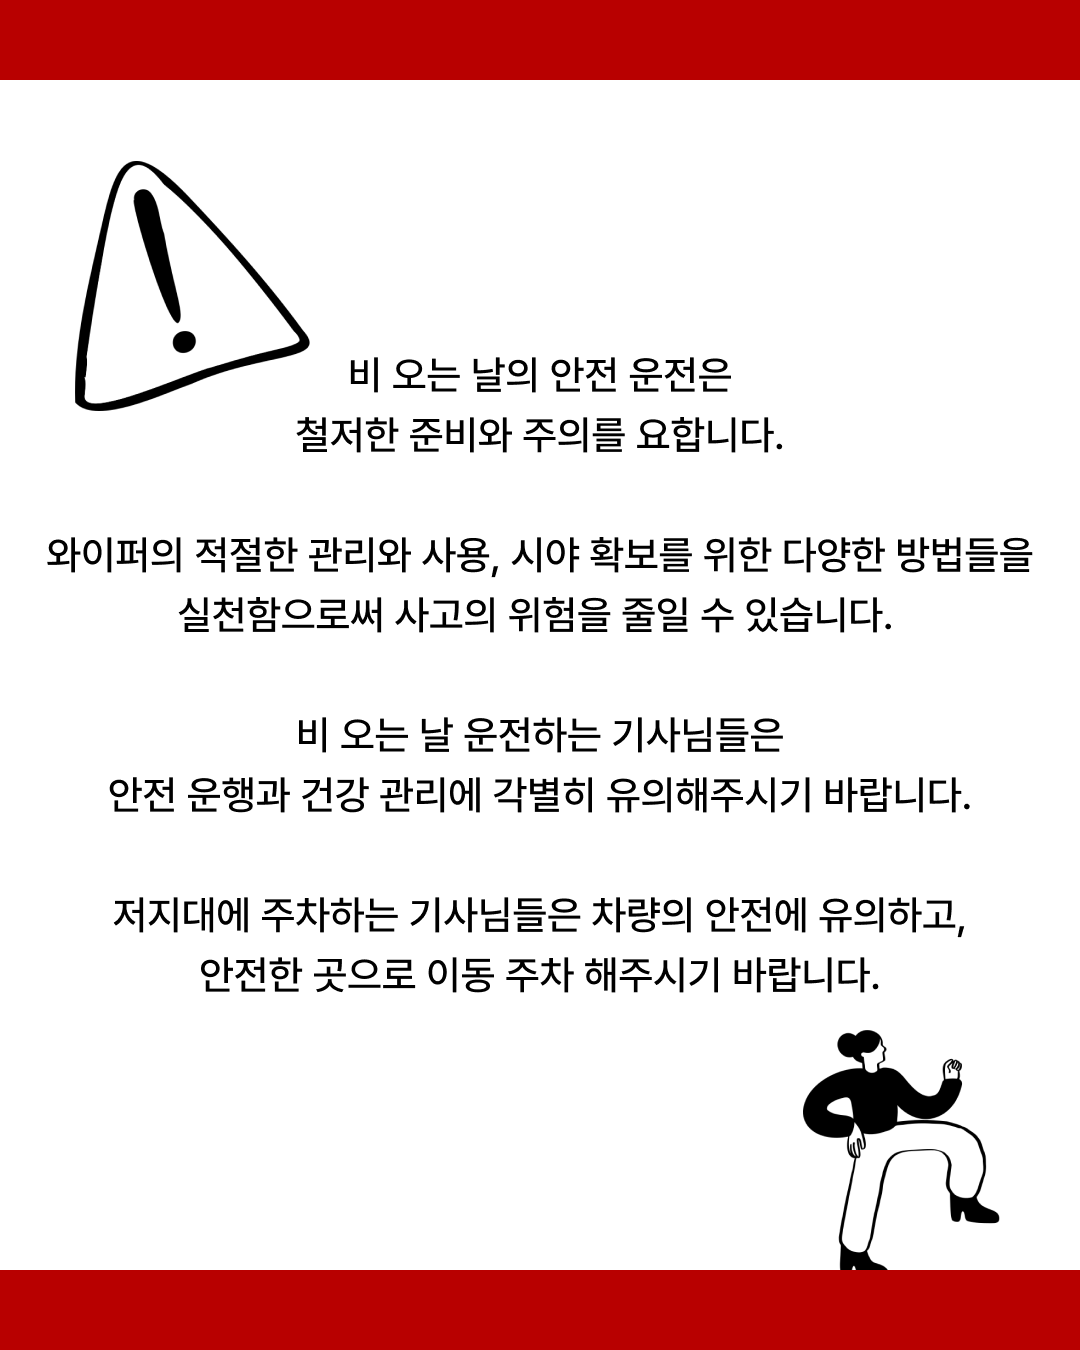 비 오는 날의 안전 운전은
철저한 준비와 주의를 요합니다.
와이퍼의 적절한 관리와 사용, 시야 확보를 위한 다양한 방법들을
실천함으로써 사고의 위험을 줄일 수 있습니다.
비 오는 날 운전하는 기사님들은
안전 운행과 건강 관리에 각별히 유의해주시기 바랍니다.
저지대에 주차하는 기사님들은 차량의 안전에 유의하고,
안전한 곳으로 이동 주차 해주시기 바랍니다.